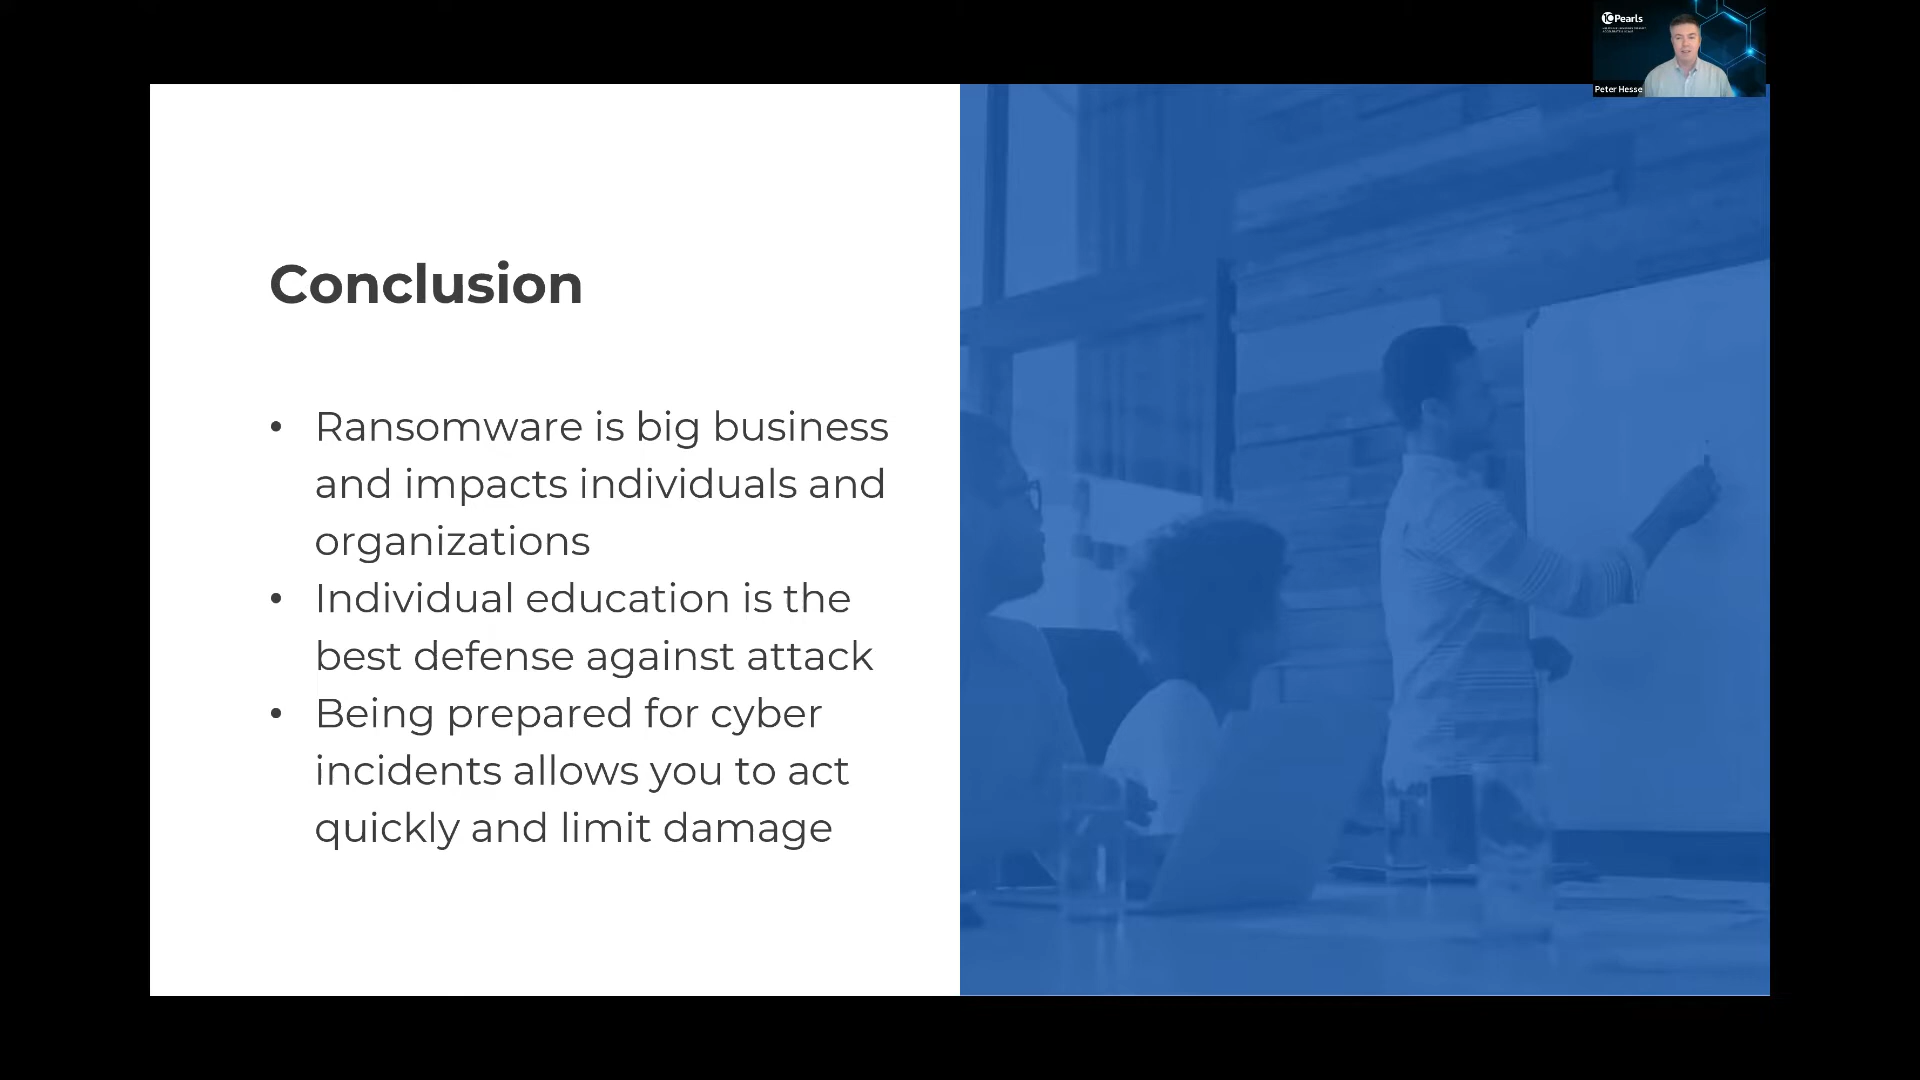 10Pearls
Peter Hesse
Conclusion
• Ransomware is big business
and impacts individuals and
organizations
• Individual education is the
best defense against attack
• Being prepared for cyber
incidents allows you to act
quickly and limit damage